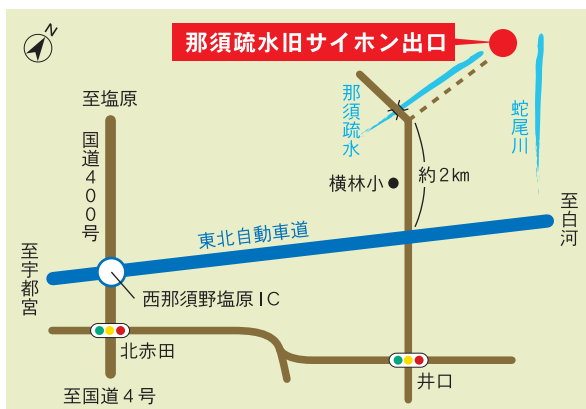 N
那須疏水旧サイホン出口
至塩原
国道400号
那須疏水
蛇尾川
横林小
約2km
至白河
東北自動車道
至宇都宮
西那須野塩原IC
北赤田
井口
至国道4号